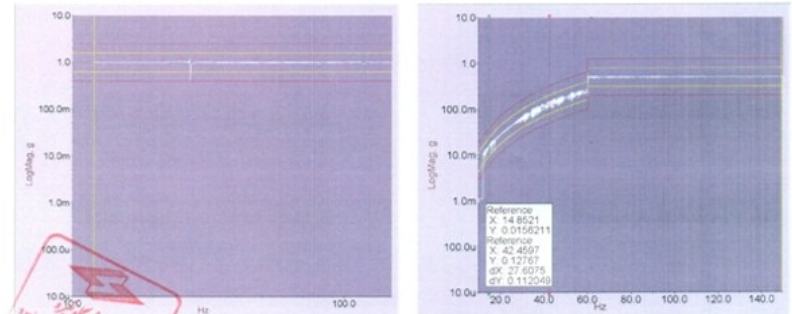 10.0
1.0
100.0m
10.0m
1.0m
100.0u
10.0u
LogMag, g
Hz
100.0
10.0
1.0
100.0m
10.0m
1.0m
100.0u
10.0u
LogMag, g
Reference
X: 14.8521
Y: 0.0156211
Reference
X: 42.4597
Y: 0.12767
dX: 27.6075
dY: 0.112049
20.0
40.0
60.0
80.0
100.0
120.0
140.0
Hz